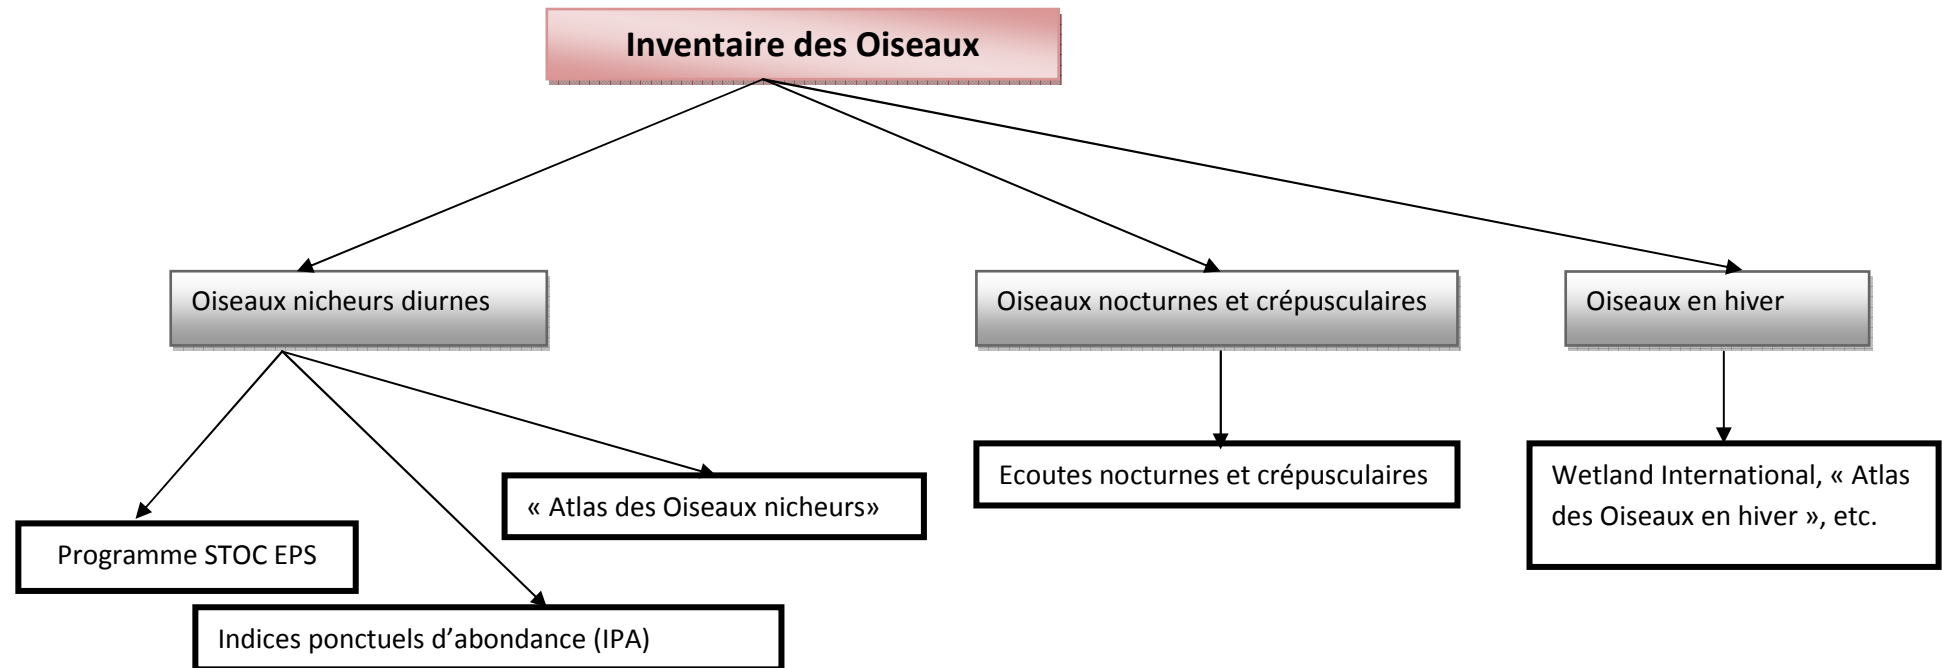 Inventaire des Oiseaux
Oiseaux nicheurs diurnes
Oiseaux nocturnes et crépusculaires
Oiseaux en hiver
« Atlas des Oiseaux nicheurs»
Ecoutes nocturnes et crépusculaires
Wetland International, « Atlas
des Oiseaux en hiver », etc.
Programme STOC EPS
Indices ponctuels d’abondance (IPA)